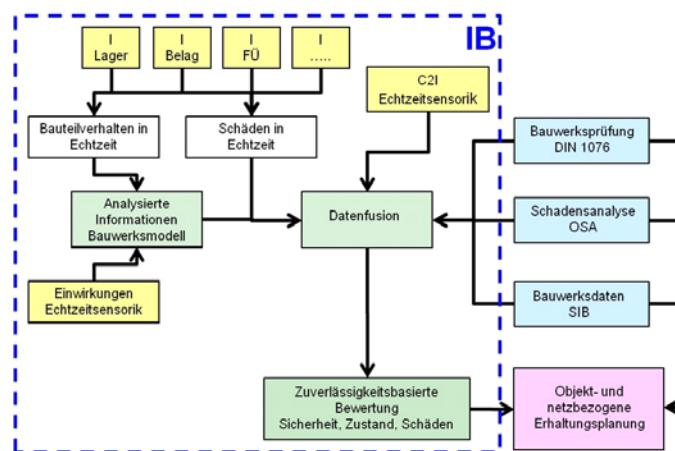 I
Lager
I
Belag
I
FÜ
I
.....
IB
C2I
Echtzeitsensorik
Bauteilverhalten in
Echtzeit
Schäden in
Echtzeit
Bauwerksprüfung
DIN 1076
Analysierte
Informationen
Bauwerksmodell
Datenfusion
Schadensanalyse
OSA
Einwirkungen
Echtzeitsensorik
Bauwerksdaten
SIB
Zuverlässigkeitsbasierte
Bewertung
Sicherheit, Zustand, Schäden
Objekt- und
netzbezogene
Erhaltungsplanung